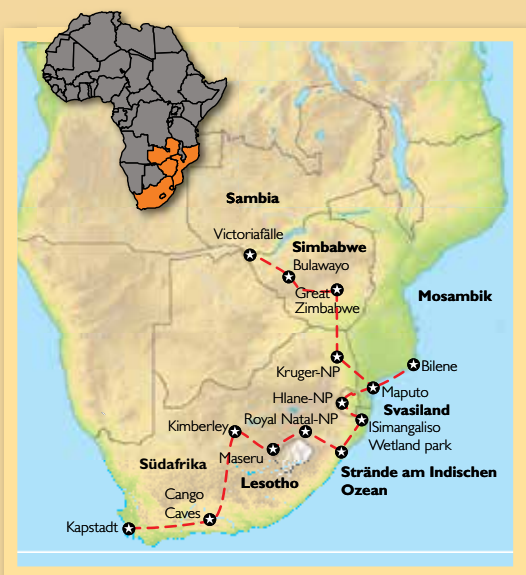 Sambia
Victoriafälle
Simbabwe
Bulawayo
Great
Zimbabwe
Mosambik
Kruger-NP
Bilene
Hlane-NP
Maputo
Svasiland
Kimberley
Royal Natal-NP
ISimangaliso
Wetland park
Maseru
Südafrika
Lesotho
Strände am Indischen
Ozean
Cango
Caves
Kapstadt